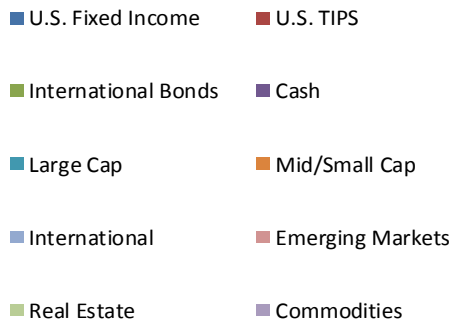 U.S. Fixed Income U.S. TIPS
International Bonds Cash
Large Cap Mid/Small Cap
International Emerging Markets
Real Estate Commodities